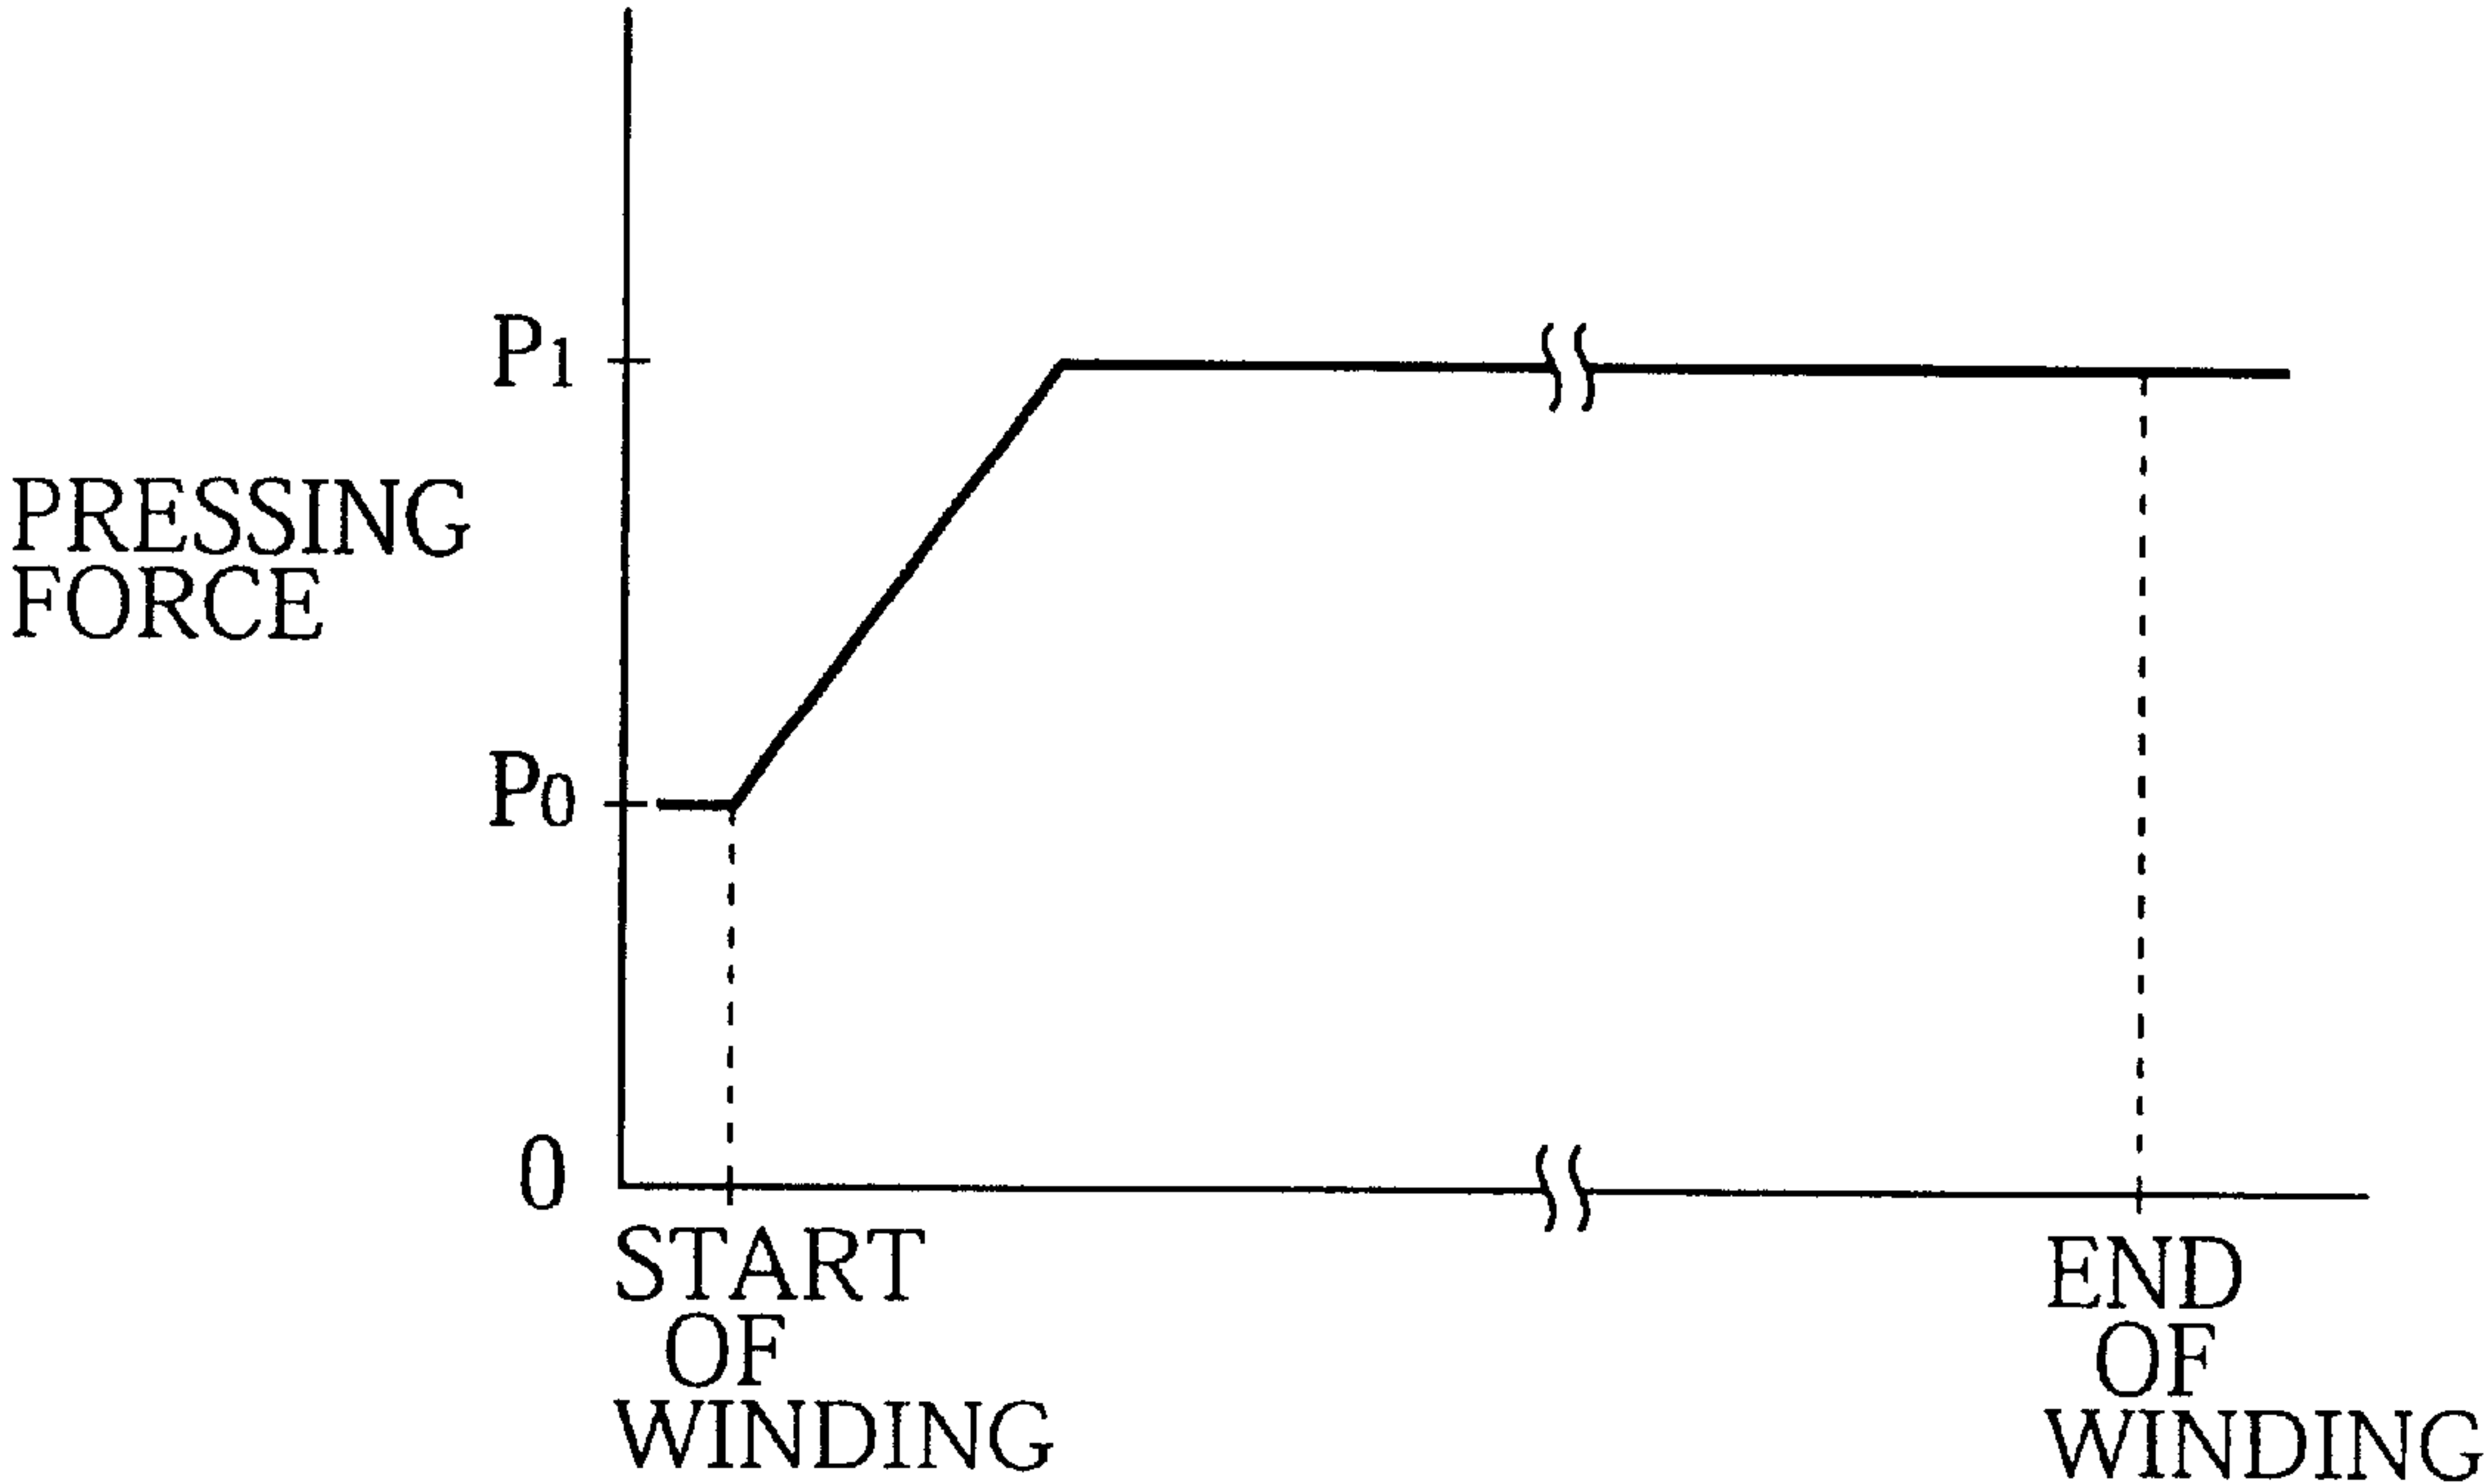 P1
PRESSING
FORCE
P0
0
START
OF
WINDING
END
OF
WINDING